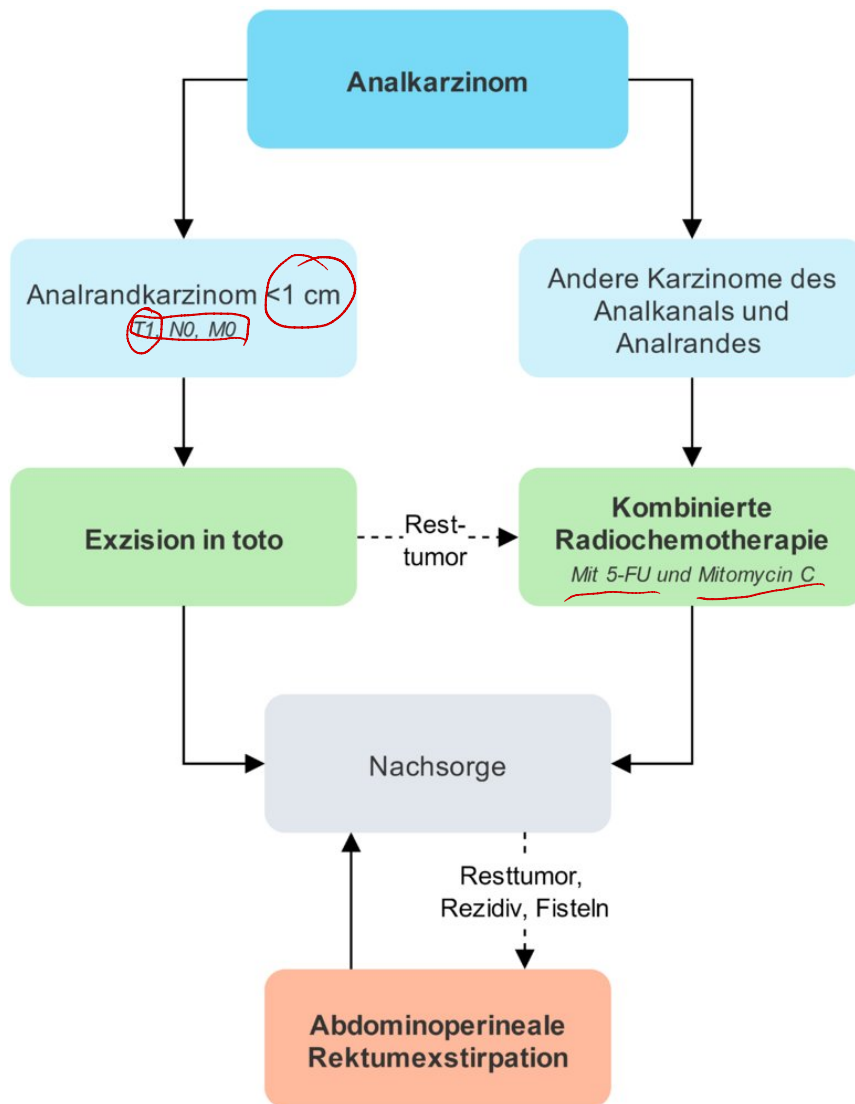 Analkarzinom
Analrandkarzinom <1 cm
T1, N0, M0
Andere Karzinome des
Analkanals und
Analrandes
Exzision in toto
Rest-
tumor
Kombinierte
Radiochemotherapie
Mit 5-FU und Mitomycin C
Nachsorge
Resttumor,
Rezidiv, Fisteln
Abdominoperineale
Rektumexstirpation